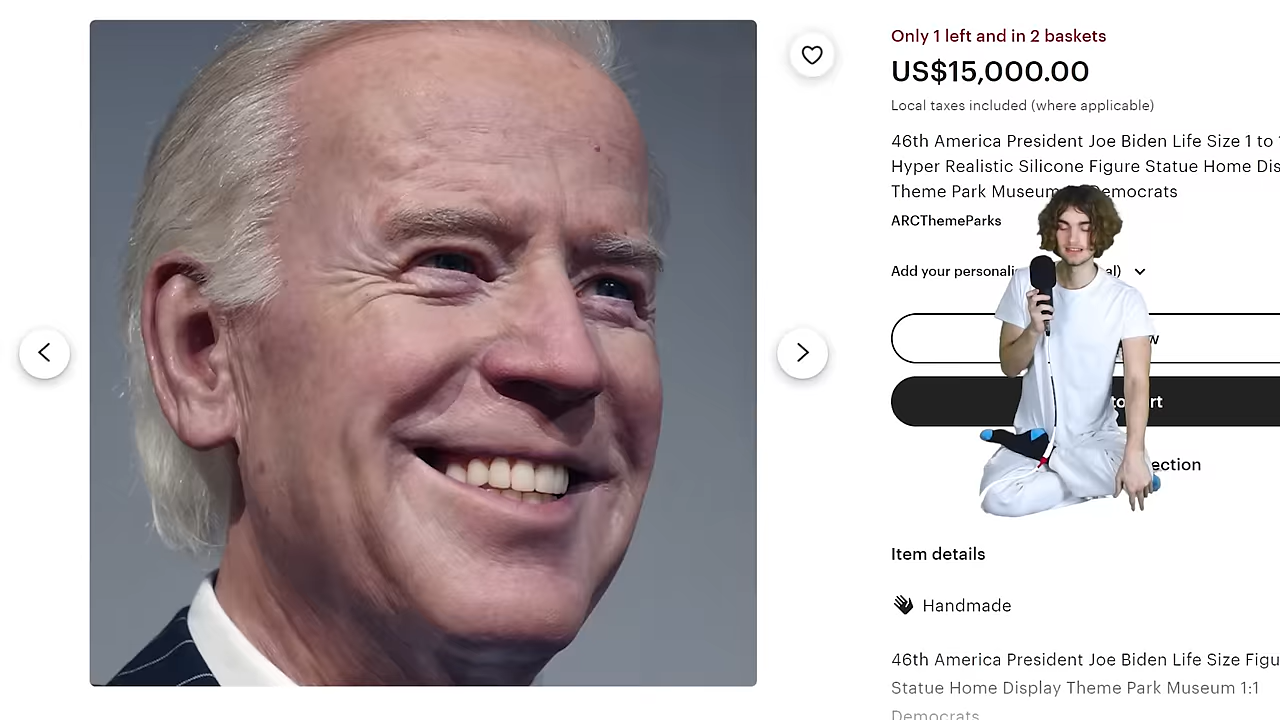 Only 1 left and in 2 baskets
US$15,000.00
Local taxes included (where applicable)
46th America President Joe Biden Life Size 1 to
Hyper Realistic Silicone Figure Statue Home Dis
Theme Park Museum Democrats
ARCThemeParks
Add your
Item details
Handmade
46th America President Joe Biden Life Size Figu
Statue Home Display Theme Park Museum 1:1
Democrats